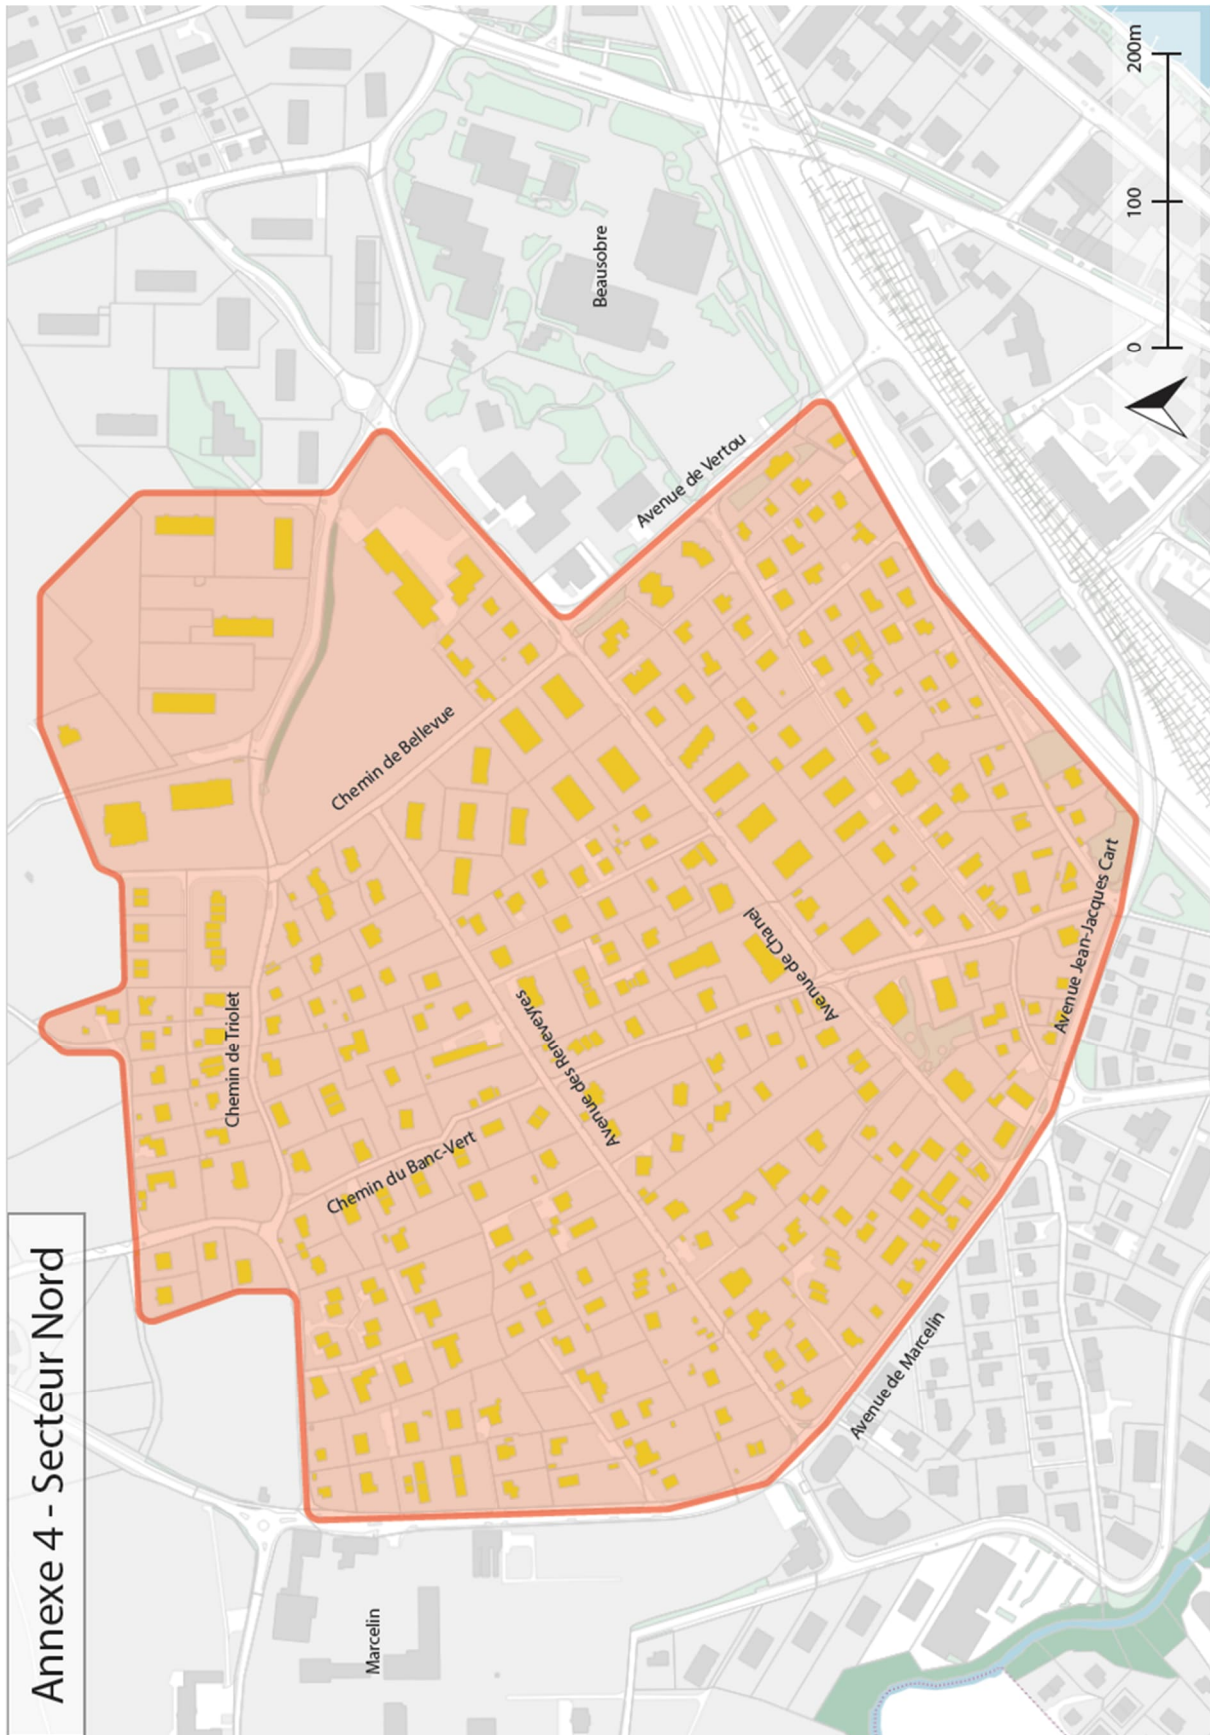 Annexe 4 - Secteur Nord
Marcelin
Chemin de Triolet
Chemin du Banc-Vert
Chemin de Bellevue
Avenue des Reneveyres
Beausobre
Avenue de Vertou
Avenue de Chanel
Avenue de Marcelin
Avenue Jean-Jacques Cart
0 100 200m